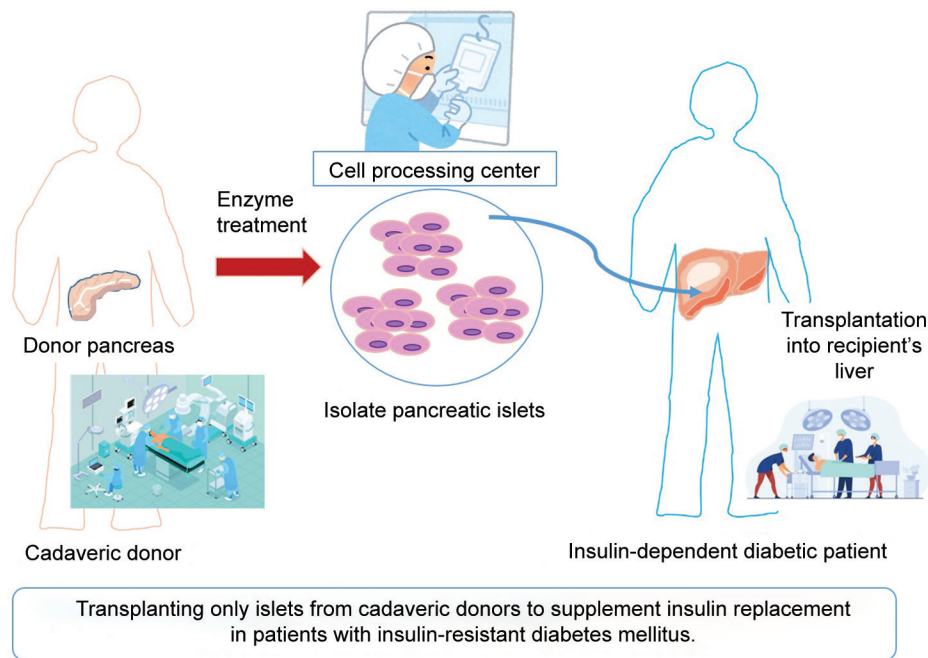 Cell processing center
Enzyme
treatment
Donor pancreas
Isolate pancreatic islets
Transplantation
into recipient's
liver
Cadaveric donor
Insulin-dependent diabetic patient
Transplanting only islets from cadaveric donors to supplement insulin replacement
in patients with insulin-resistant diabetes mellitus.